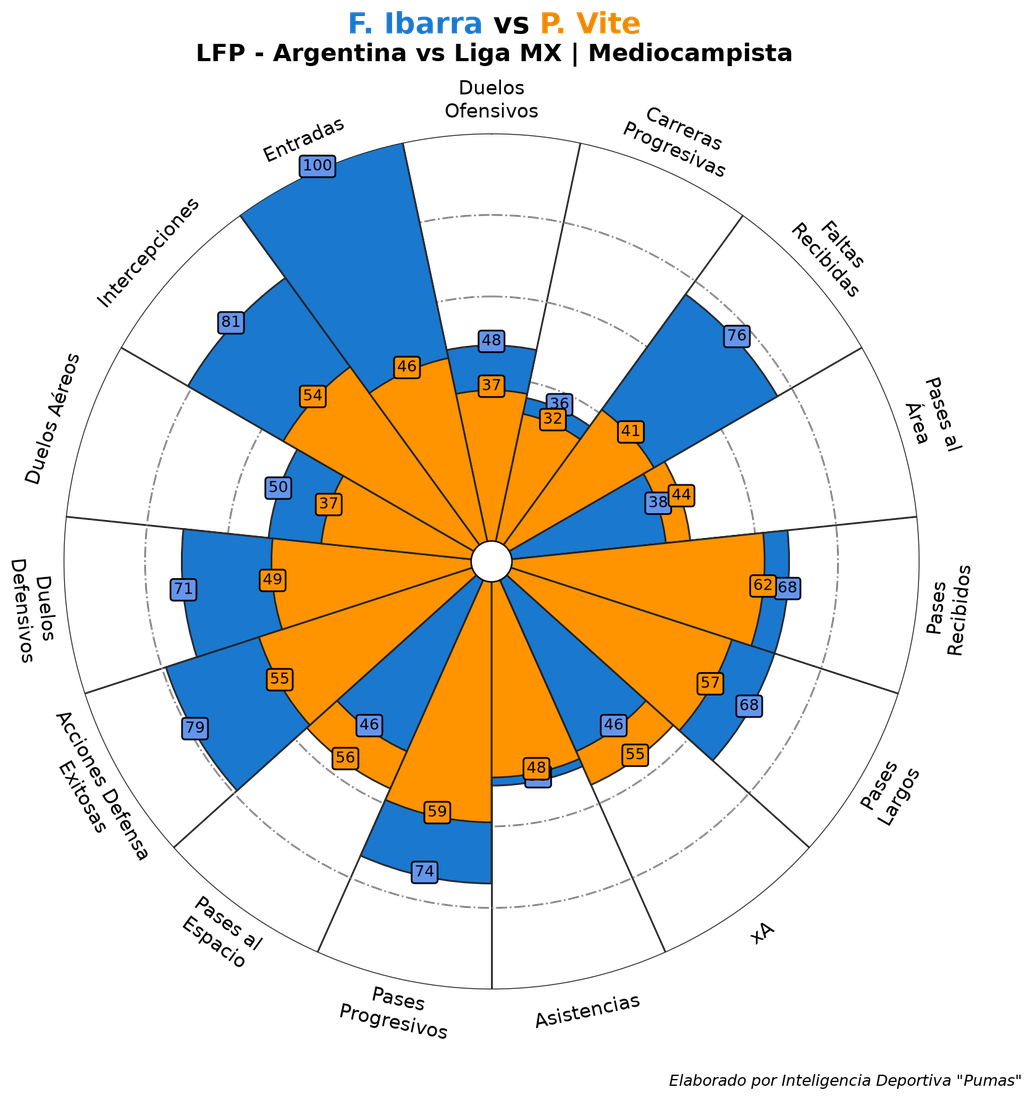 F. Ibarra vs P. Vite
LFP - Argentina vs Liga MX | Mediocampista
Duelos
Ofensivos
48
37
Carreras
Progresivas
36
32
Faltas
Recibidas
76
41
Pases al
Área
38
44
Pases
Recibidos
62
68
Pases
Largos
57
68
xA
46
55
Asistencias
48
Pases
Progresivos
59
74
Pases al
Espacio
46
56
Acciones Defensa
Exitosas
55
79
Duelos
Defensivos
71
49
Duelos Aéreos
50
37
Intercepciones
81
54
Entradas
100
46
Elaborado por Inteligencia Deportiva "Pumas"